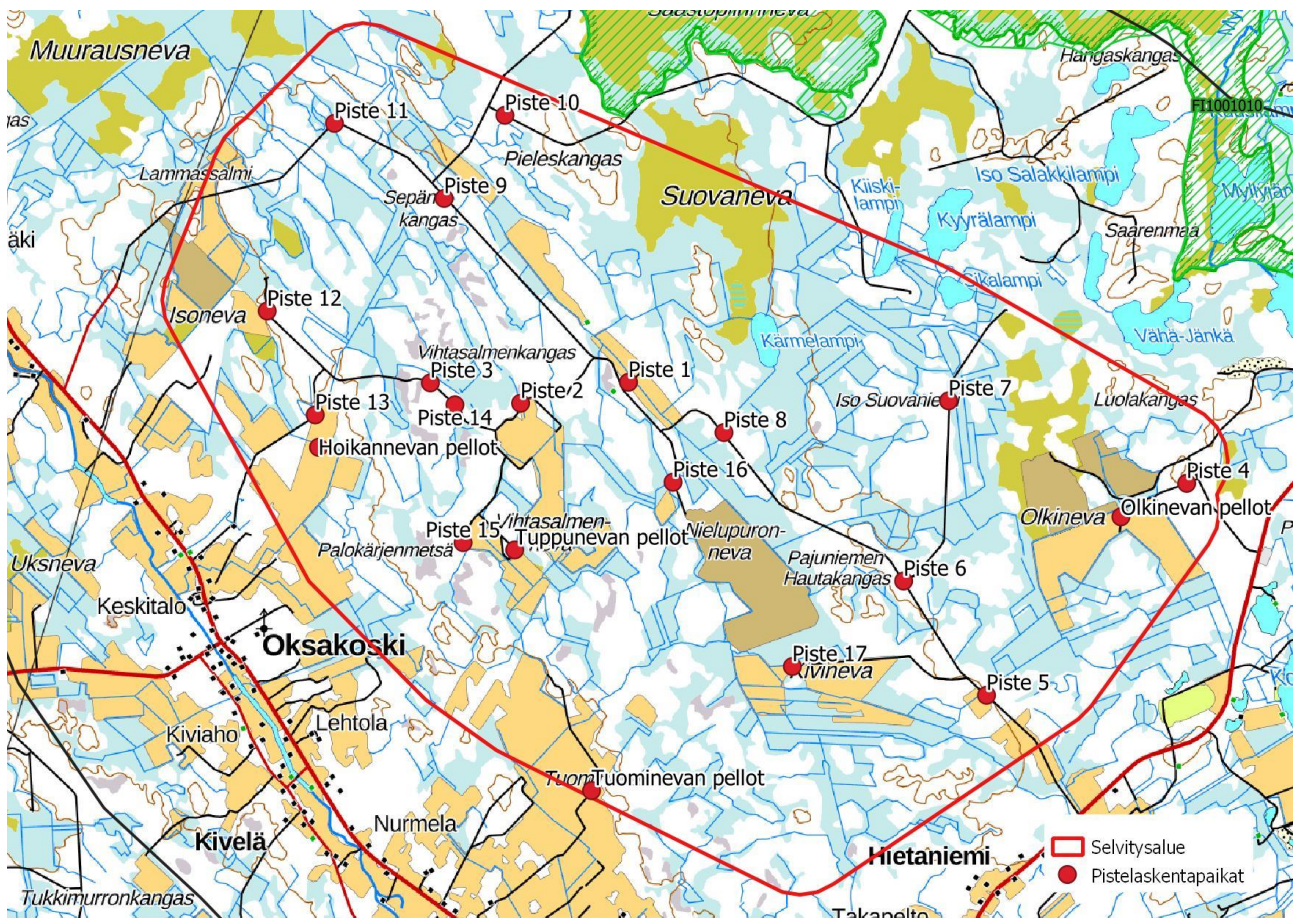 Säästöpiirinneva
Muurausneva
Hangaskangas
FI1001010
Piste 11
Piste 10
Pieleskangas
Lammassalmi
Piste 9
Sepän-
kangas
Suovaneva
Kiiski-
lampi
Iso Salakkilampi
Kyyrälampi
Saarenmaa
äki
Sikalampi
Piste 12
Isoneva
Kärmelampi
Vähä-Jänkä
Vihtasalmenkangas
Piste 3
Piste 1
Piste 2
Piste 14
Piste 7
Iso Suovanie
Luolakangas
Piste 13
Piste 8
Hoikannevan pellot
Piste 16
Piste 4
Olkinevan pellot
Olkineva
Piste 15
Vihtasalmen-
Tuppunevan pellot
Palokärjenmetsä
Nielupuron-
neva
Pajuniemen
Hautakangas
Piste 6
Uksneva
Keskitalo
Oksakoski
Piste 17
Kivineva
Piste 5
Lehtola
Kiviaho
Tuom
Tuominevan pellot
Nurmela
Kivelä
Hietaniemi
Tukkimurronkangas
Takapelto
Selvitysalue
Pistelaskentapaikat